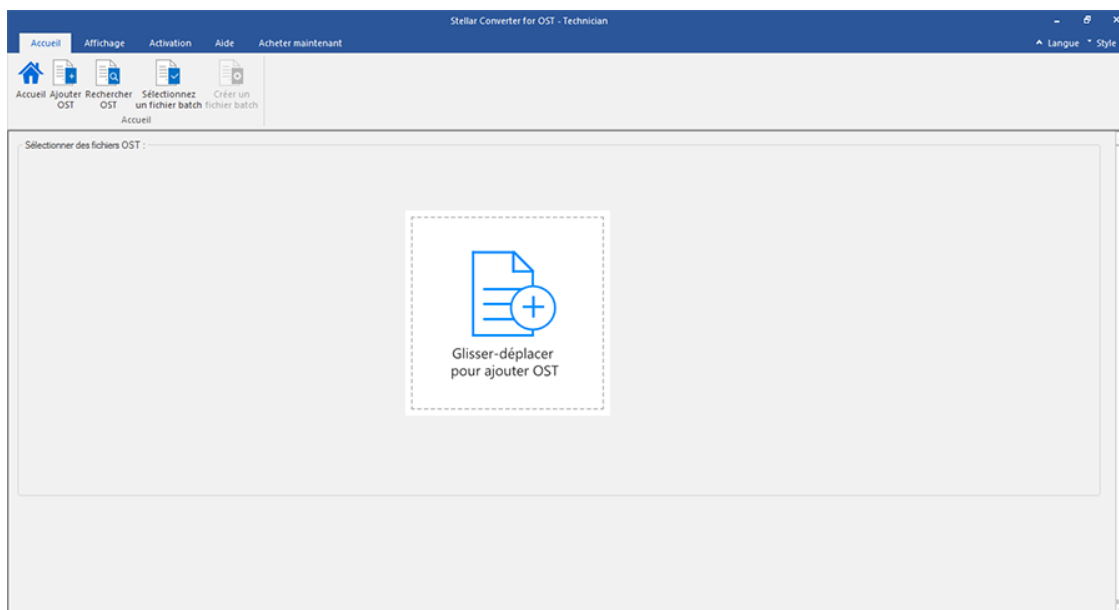 Stellar Converter for OST - Technician
Accueil Affichage Activation Aide Acheter maintenant Langue Style
Accueil Ajouter Rechercher Sélectionnez Créer un
OST OST un fichier batch fichier batch
Accueil
Sélectionner des fichiers OST :
Glisser-déplacer
pour ajouter OST